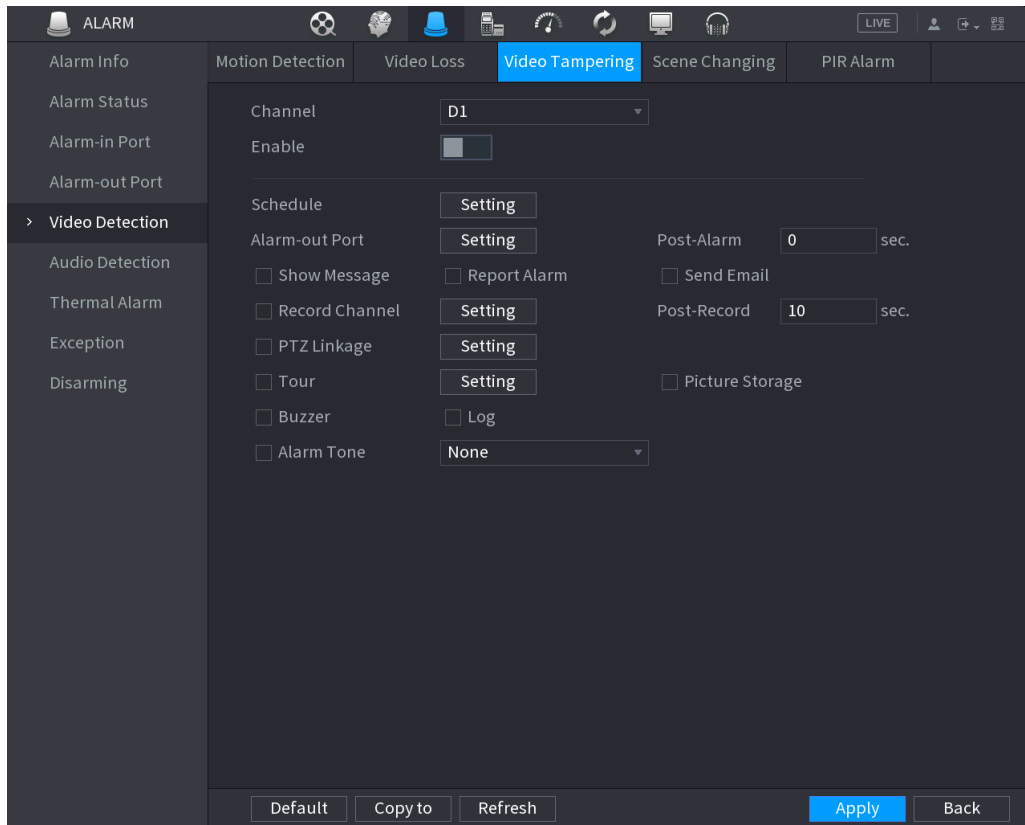 ALARM LIVE
Alarm Info Motion Detection Video Loss Video Tampering Scene Changing PIR Alarm
Alarm Status Channel D1
Alarm-in Port Enable
Alarm-out Port
Schedule Setting
> Video Detection
Alarm-out Port Setting Post-Alarm 0 sec.
Audio Detection
Show Message Report Alarm Send Email
Thermal Alarm
Record Channel Setting Post-Record 10 sec.
Exception PTZ Linkage Setting
Disarming Tour Setting Picture Storage
Buzzer Log
Alarm Tone None
Default Copy to Refresh Apply Back